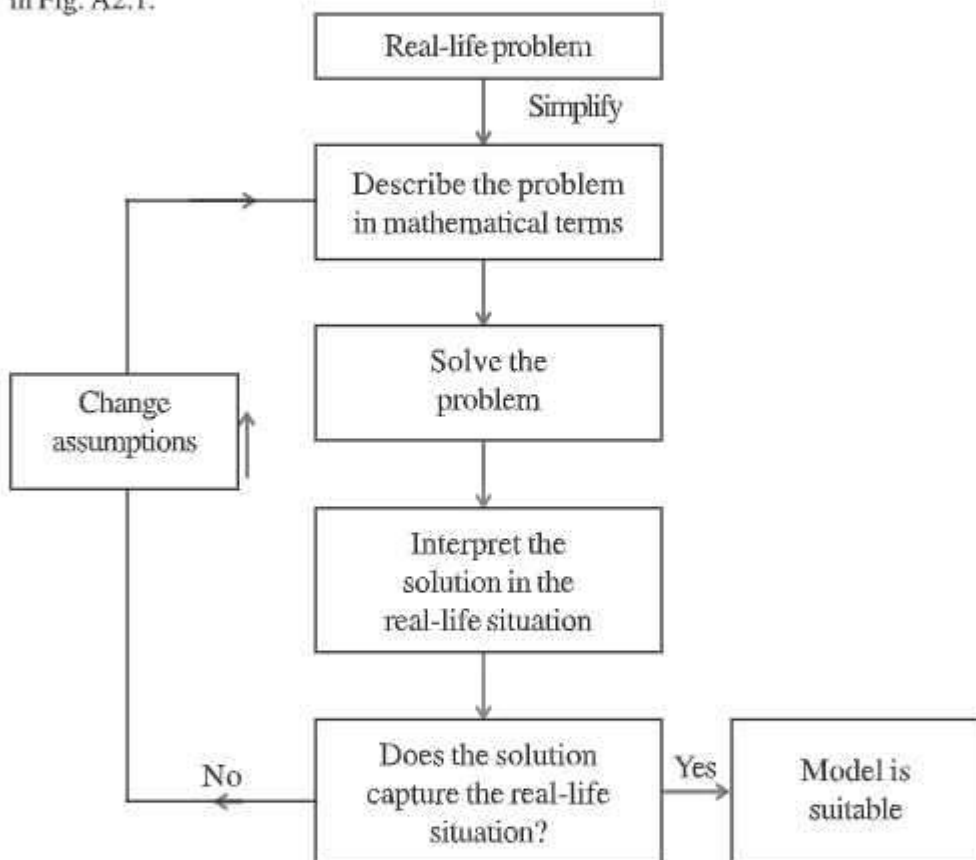 in Fig. A2.1.
Real-life problem
Simplify
Describe the problem
in mathematical terms
Solve the
problem
Change
assumptions
Interpret the
solution in the
real-life situation
Does the solution
capture the real-life
situation?
No
Yes
Model is
suitable